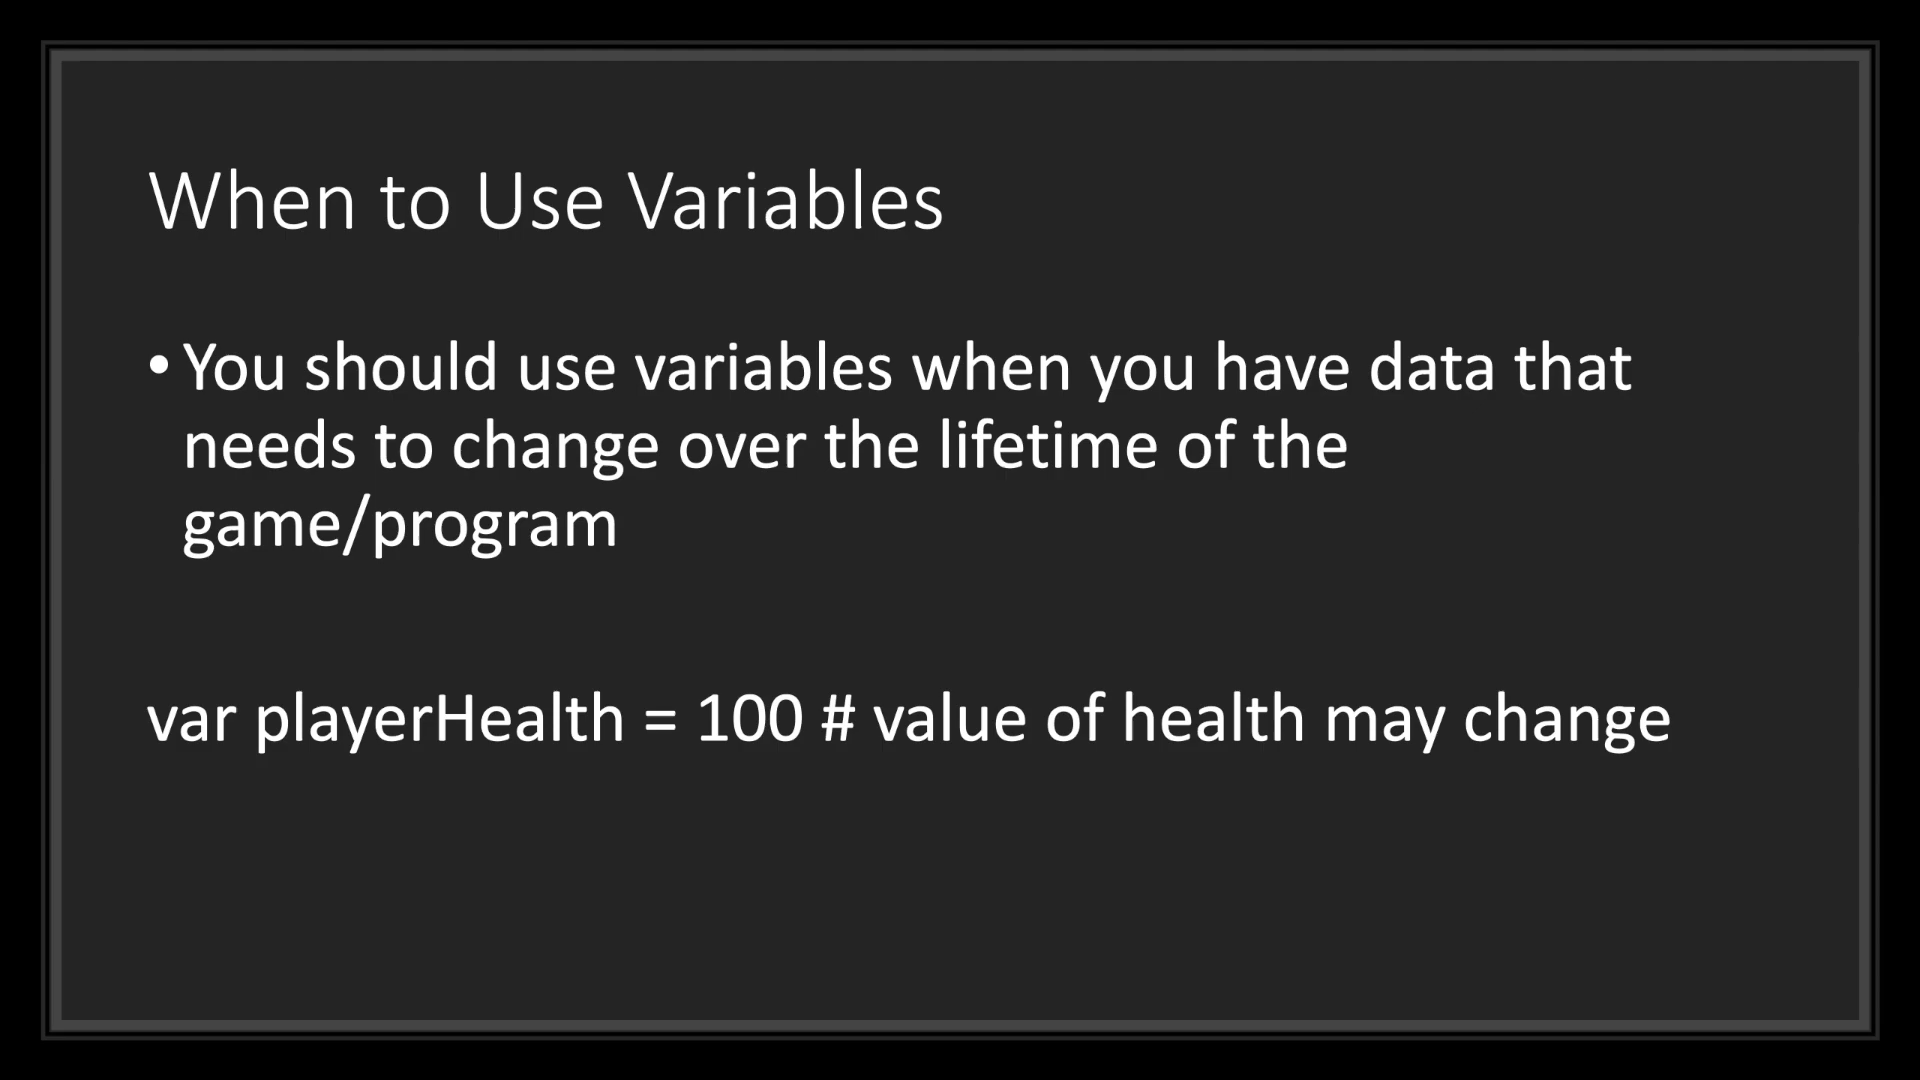 When to Use Variables
• You should use variables when you have data that
needs to change over the lifetime of the
game/program
var playerHealth = 100 # value of health may change